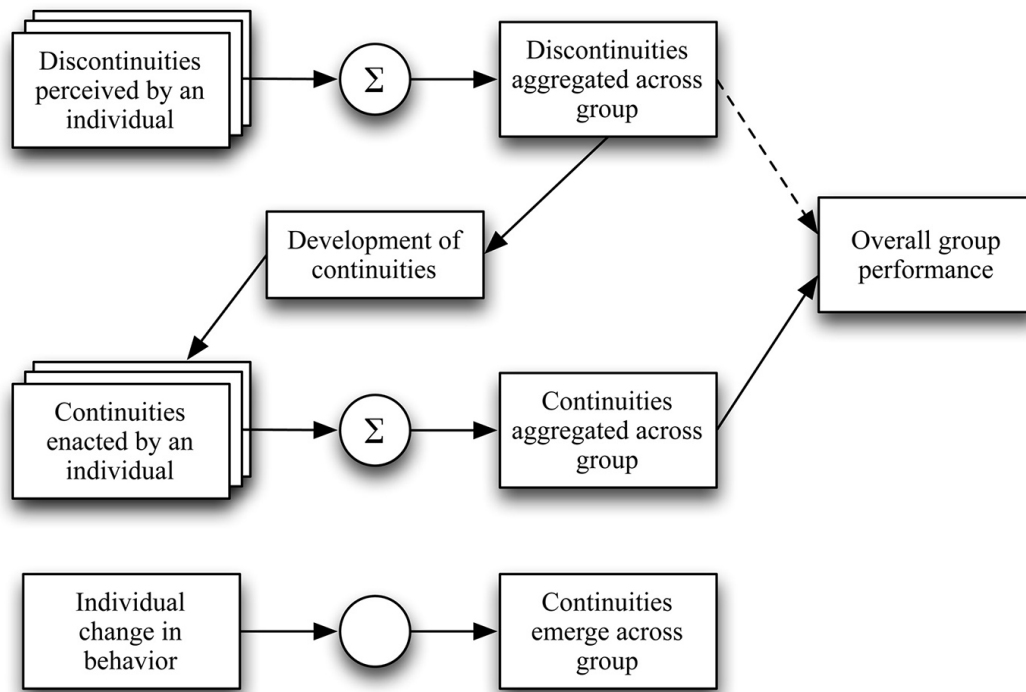 Discontinuities
perceived by an
individual
Σ
Discontinuities
aggregated across
group
Development of
continuities
Overall group
performance
Continuities
enacted by an
individual
Σ
Continuities
aggregated across
group
Individual
change in
behavior
Continuities
emerge across
group